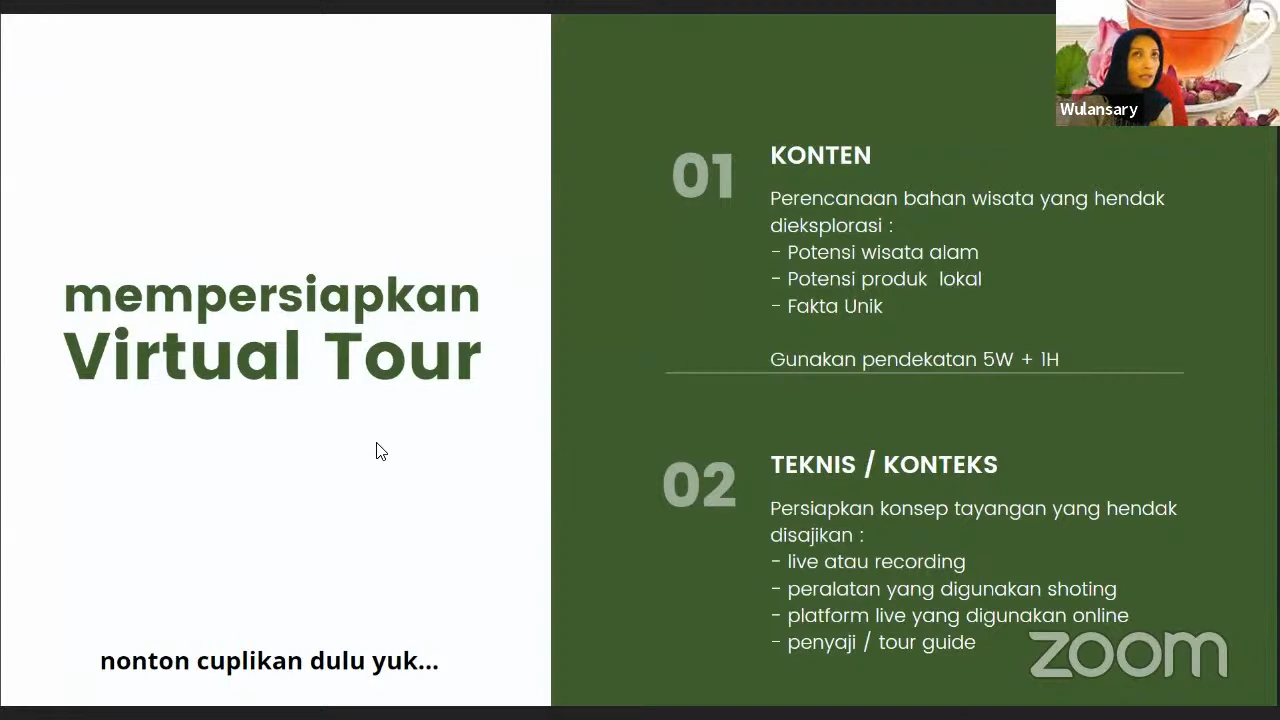 mempersiapkan
Virtual Tour
nonton cuplikan dulu yuk...
01
KONTEN
Perencanaan bahan wisata yang hendak
dieksplorasi :
- Potensi wisata alam
- Potensi produk lokal
- Fakta Unik
Gunakan pendekatan 5W + 1H
02
TEKNIS / KONTEKS
Persiapkan konsep tayangan yang hendak
disajikan :
- live atau recording
- peralatan yang digunakan shoting
- platform live yang digunakan online
- penyaji / tour guide
Wulansary
zoom